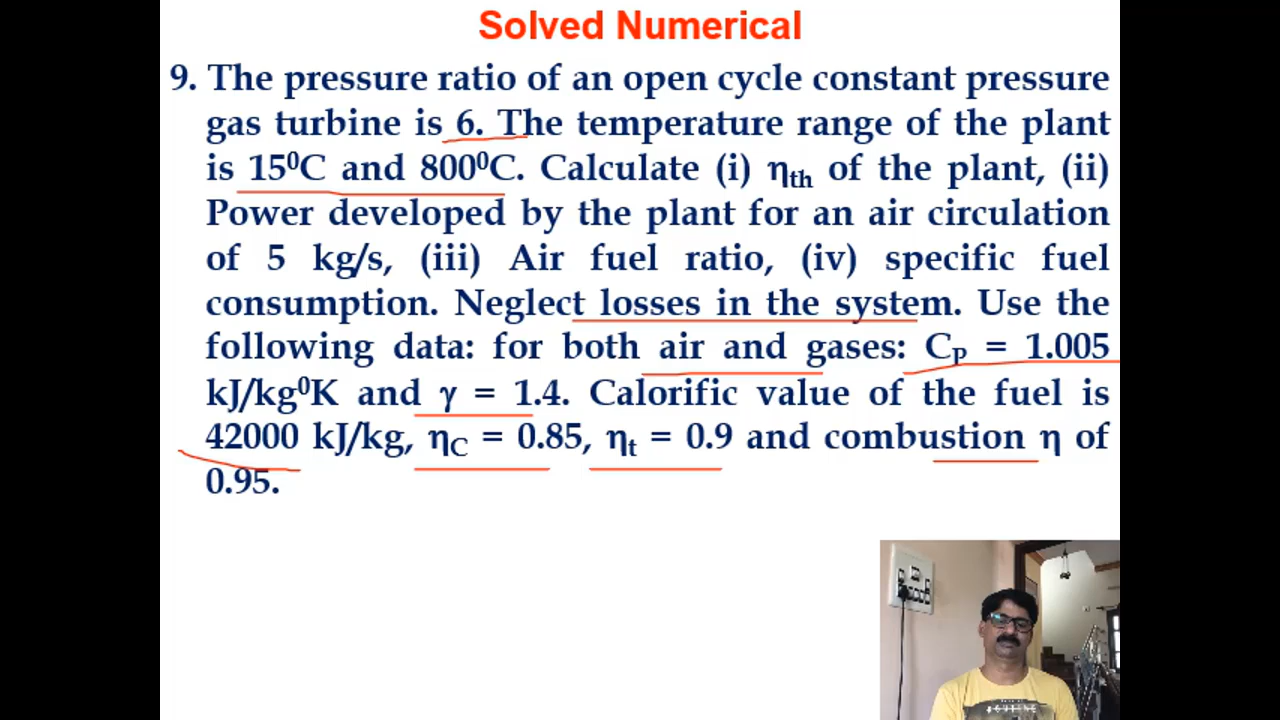 Solved Numerical
9. The pressure ratio of an open cycle constant pressure
gas turbine is 6. The temperature range of the plant
is 15⁰C and 800⁰C. Calculate (i) ηth of the plant, (ii)
Power developed by the plant for an air circulation
of 5 kg/s, (iii) Air fuel ratio, (iv) specific fuel
consumption. Neglect losses in the system. Use the
following data: for both air and gases: CP = 1.005
kJ/kg⁰K and γ = 1.4. Calorific value of the fuel is
42000 kJ/kg, ηC = 0.85, ηt = 0.9 and combustion η of
0.95.